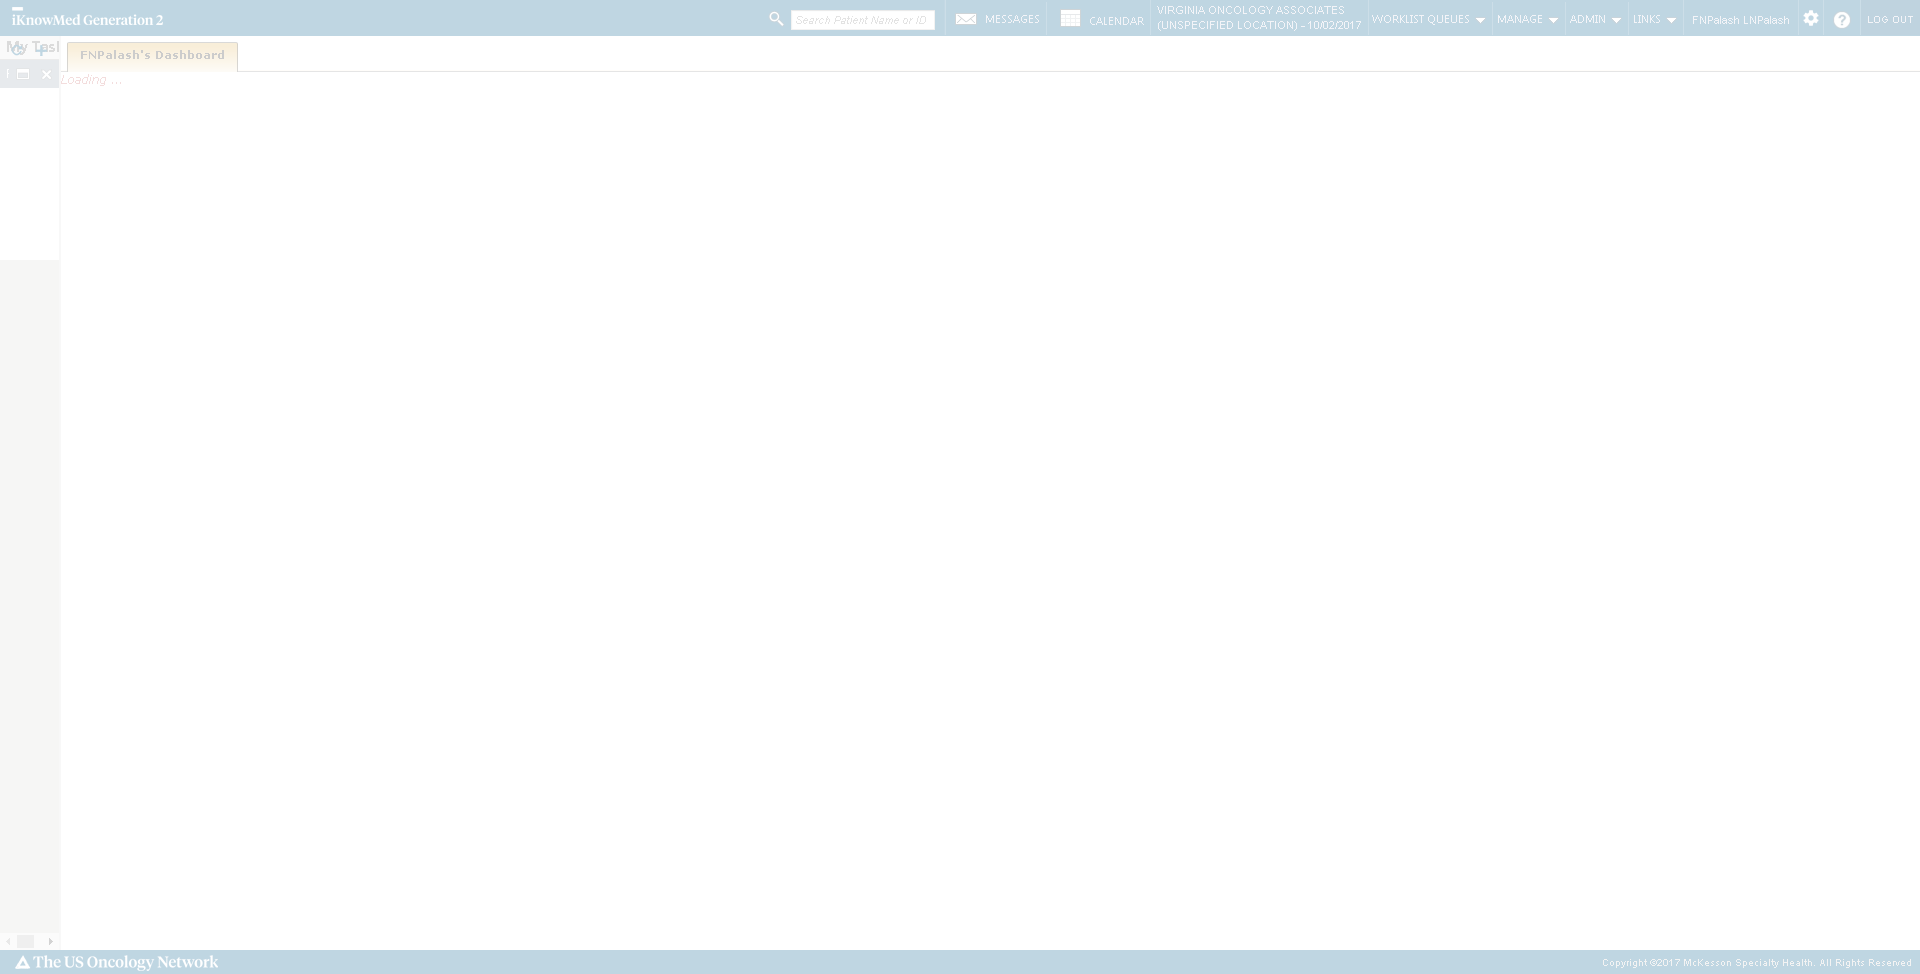 iKnowMed Generation 2
Search Patient Name or ID
MESSAGES
CALENDAR
VIRGINIA ONCOLOGY ASSOCIATES
(UNSPECIFIED LOCATION) – 10/02/2017
WORKLIST QUEUES
MANAGE
ADMIN
LINKS
FNPalash LNPalash
LOG OUT
My Tasl
FNPalash's Dashboard
Loading ...
The US Oncology Network
Copyright ©2017 McKesson Specialty Health. All Rights Reserved